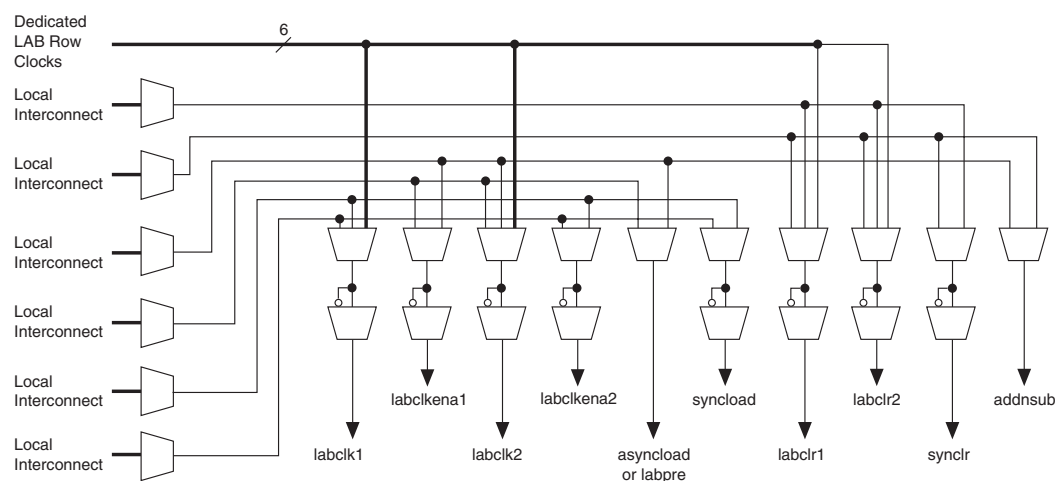 Dedicated
LAB Row
Clocks
6
Local
Interconnect
Local
Interconnect
Local
Interconnect
Local
Interconnect
Local
Interconnect
Local
Interconnect
labclkena1
labclkena2
syncload
labclr2
addnsub
labclk1
labclk2
asyncload
or labpre
labclr1
synclr